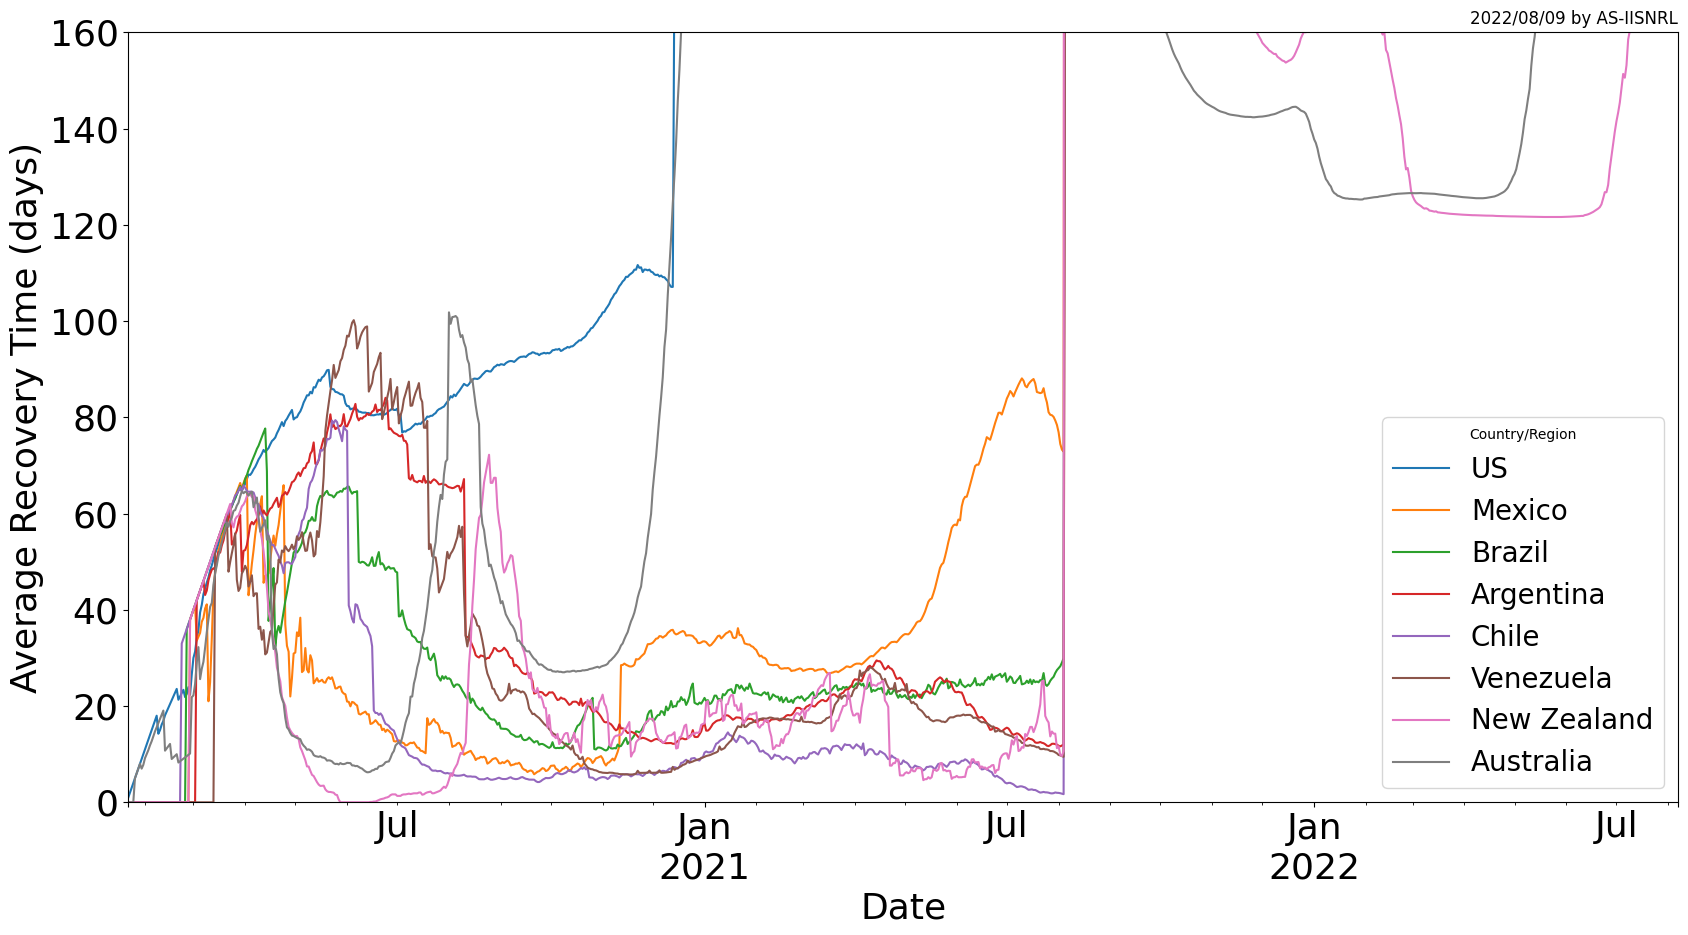 2022/08/09 by AS-IISNRL
160
140
120
100
80
60
40
20
0
Average Recovery Time (days)
Country/Region
US
Mexico
Brazil
Argentina
Chile
Venezuela
New Zealand
Australia
Jul
Jan
2021
Jul
Jan
2022
Jul
Date